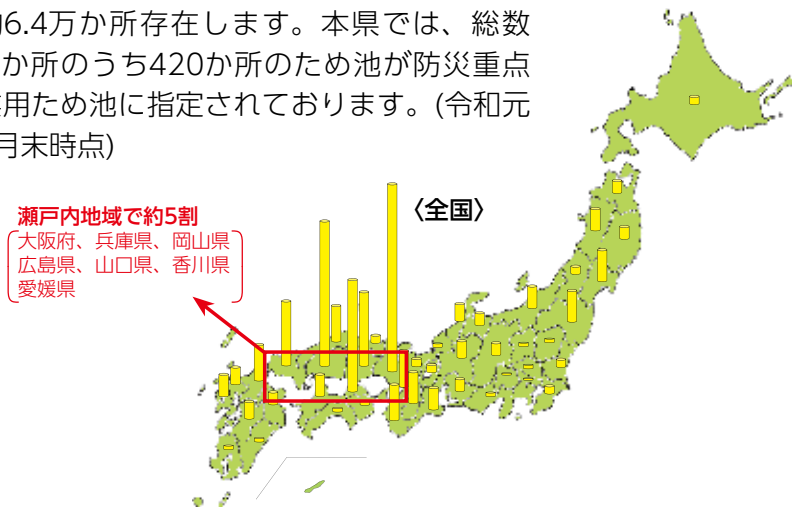 6.4万か所存在します。本県では、総数
か所のうち420か所のため池が防災重点
用ため池に指定されております。(令和元
月末時点)
〈全国〉
瀬戸内地域で約5割
大阪府、兵庫県、岡山県
広島県、山口県、香川県
愛媛県